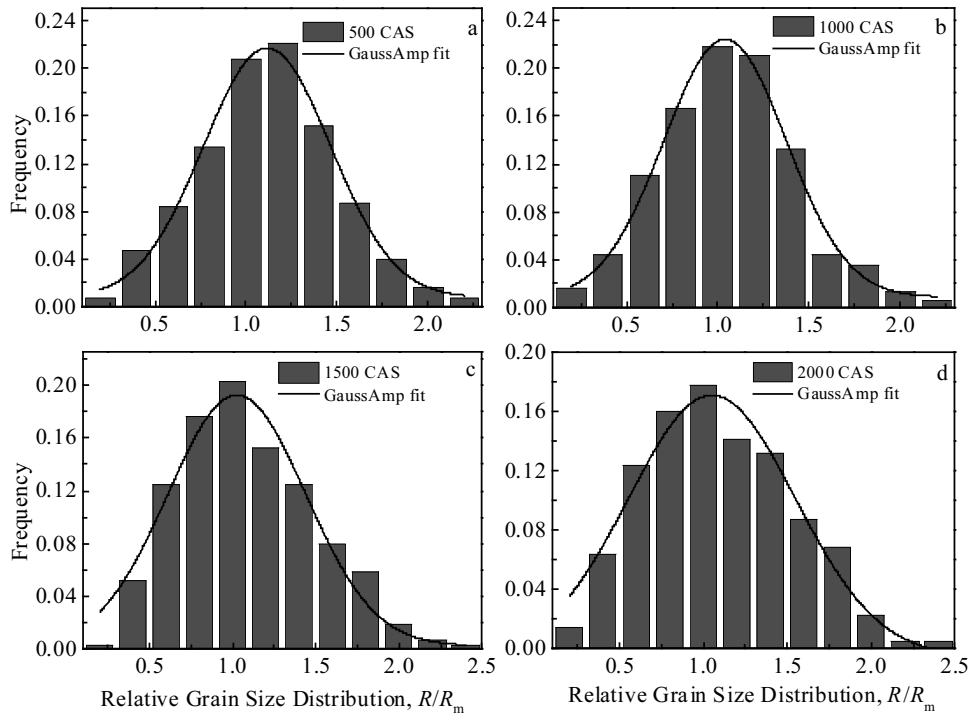 a
500 CAS
GaussAmp fit
0.24
0.20
0.16
0.12
0.08
0.04
0.00
Frequency
0.5 1.0 1.5 2.0
b
1000 CAS
GaussAmp fit
0.24
0.20
0.16
0.12
0.08
0.04
0.00
0.5 1.0 1.5 2.0
c
1500 CAS
GaussAmp fit
0.20
0.16
0.12
0.08
0.04
0.00
Frequency
0.5 1.0 1.5 2.0 2.5
Relative Grain Size Distribution, R/Rm
d
2000 CAS
GaussAmp fit
0.20
0.16
0.12
0.08
0.04
0.00
0.5 1.0 1.5 2.0 2.5
Relative Grain Size Distribution, R/Rm